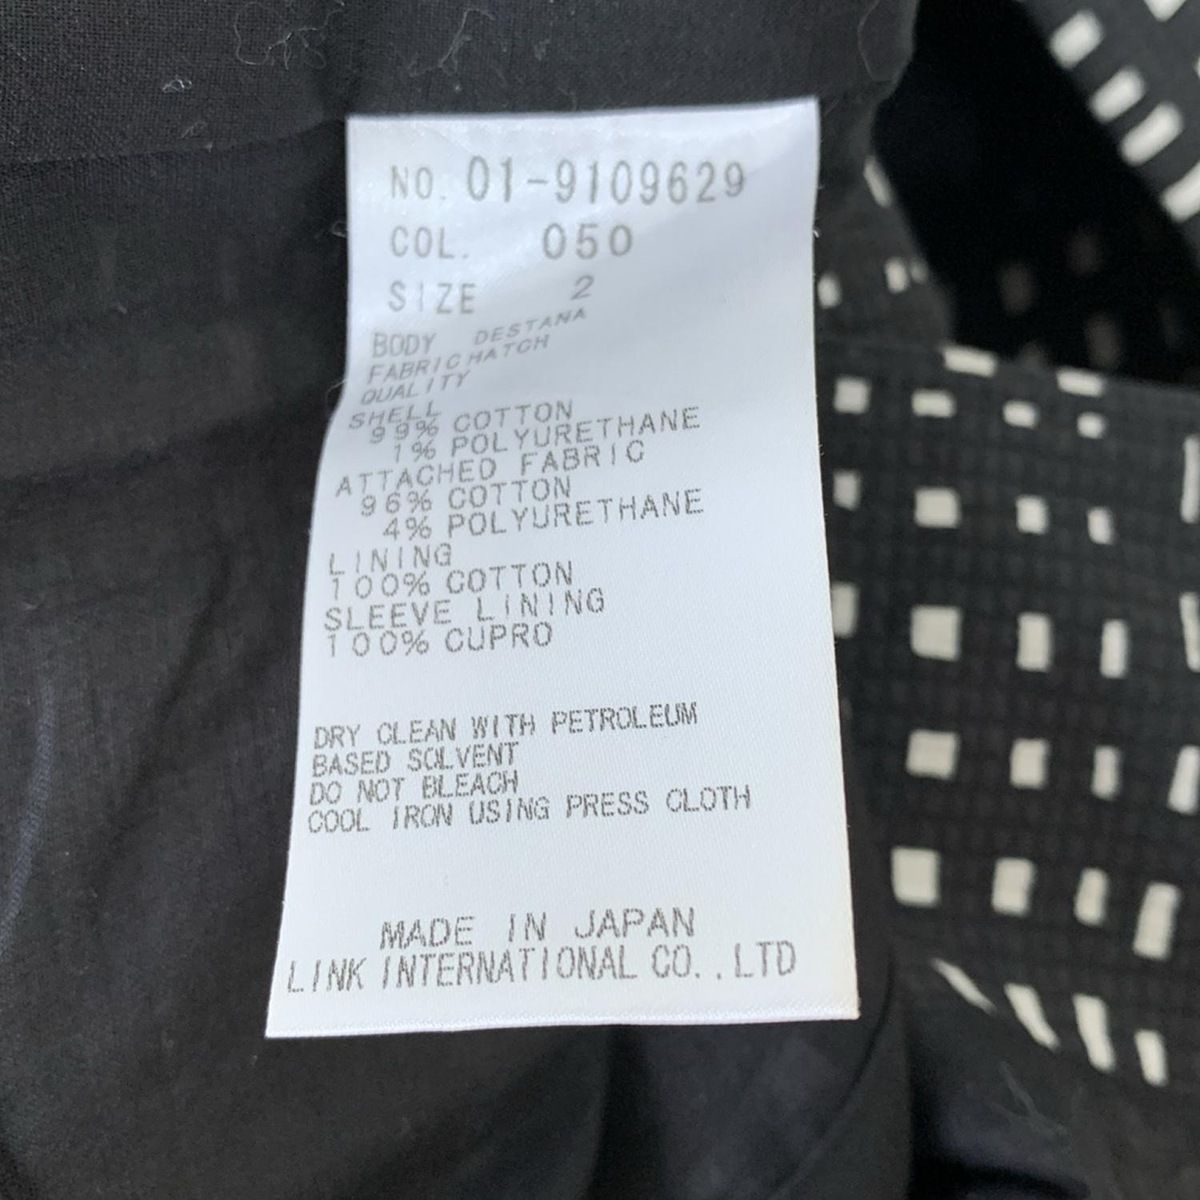 NO. 01-9109629
COL. 050
SIZE 2
BODY DESTANA
FABRIC HATCH
QUALITY
SHELL
99% COTTON
1% POLYURETHANE
ATTACHED FABRIC
96% COTTON
4% POLYURETHANE
LINING
100% COTTON
SLEEVE LINING
100% CUPRO
DRY CLEAN WITH PETROLEUM
BASED SOLVENT
DO NOT BLEACH
COOL IRON USING PRESS CLOTH
MADE IN JAPAN
LINK INTERNATIONAL CO.,LTD